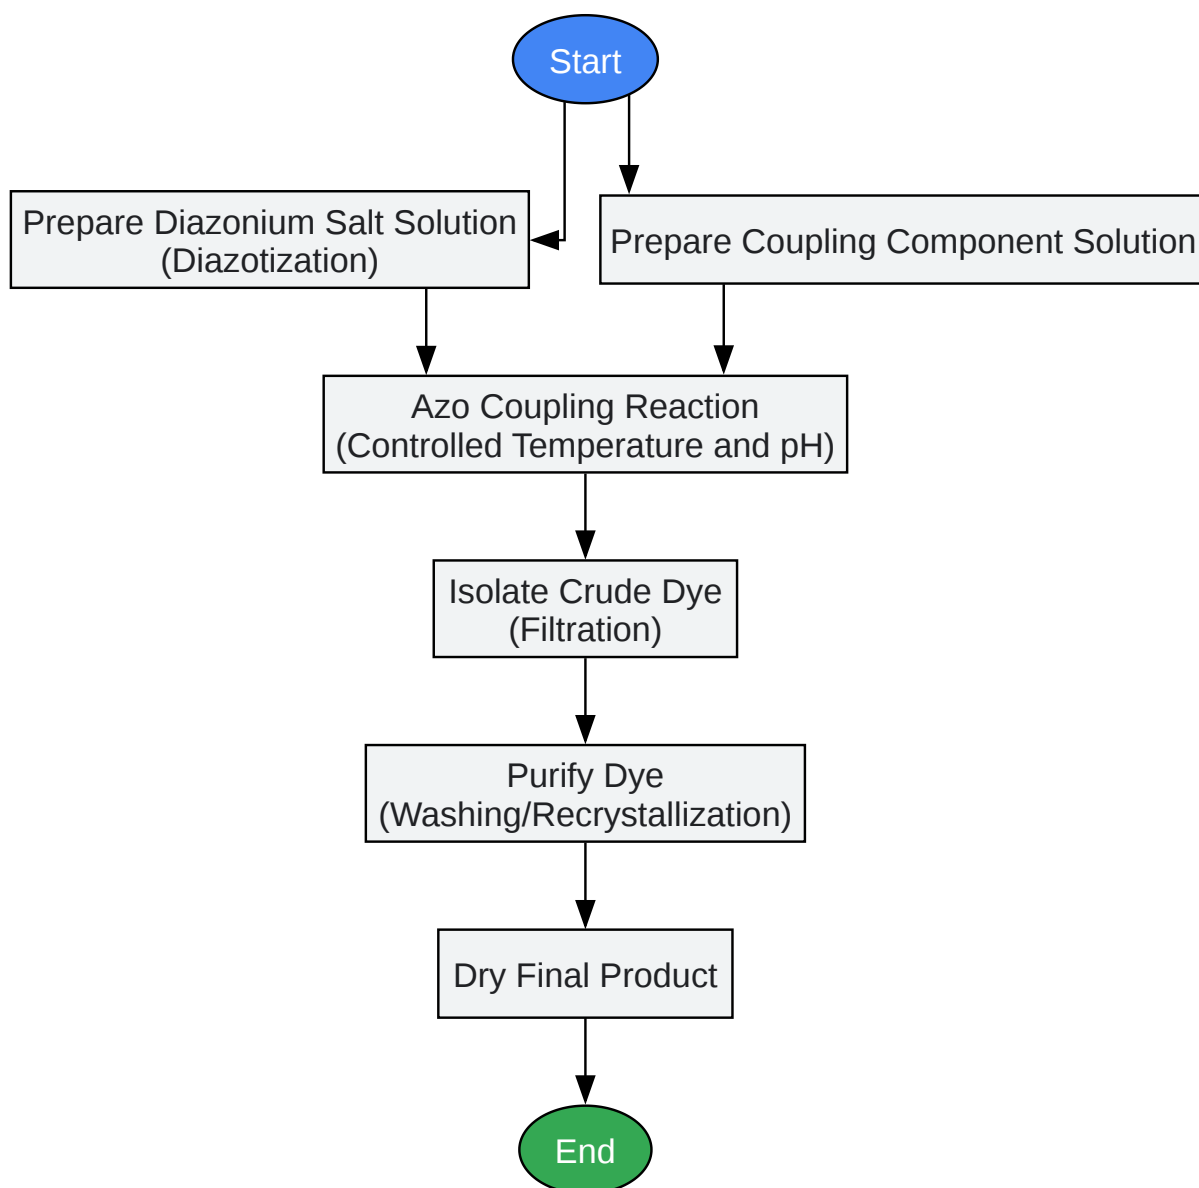 Start
Prepare Diazonium Salt Solution
(Diazotization)
Prepare Coupling Component Solution
Azo Coupling Reaction
(Controlled Temperature and pH)
Isolate Crude Dye
(Filtration)
Purify Dye
(Washing/Recrystallization)
Dry Final Product
End